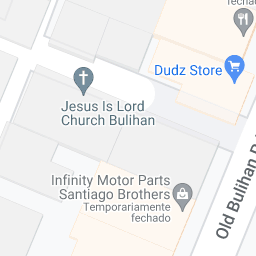 Dudz Store
Jesus Is Lord
Church Bulihan
Infinity Motor Parts
Santiago Brothers
Temporariamente
fechado
Old Bulihan